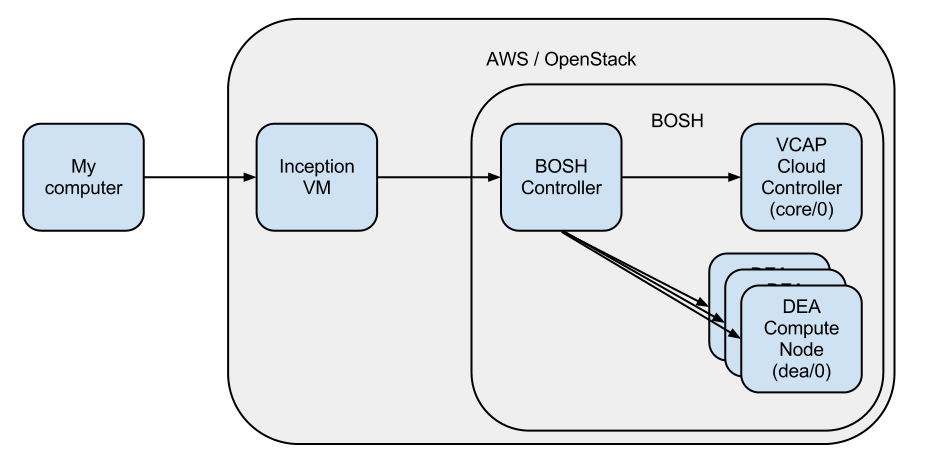 AWS / OpenStack
BOSH
My
computer
Inception
VM
BOSH
Controller
VCAP
Cloud
Controller
(core/0)
DEA
Compute
Node
(dea/0)